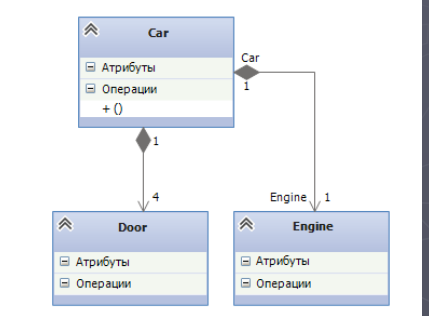 Car
Атрибуты
Операции
+ ()
Car
1
1
4
Engine
1
Door
Атрибуты
Операции
Engine
Атрибуты
Операции